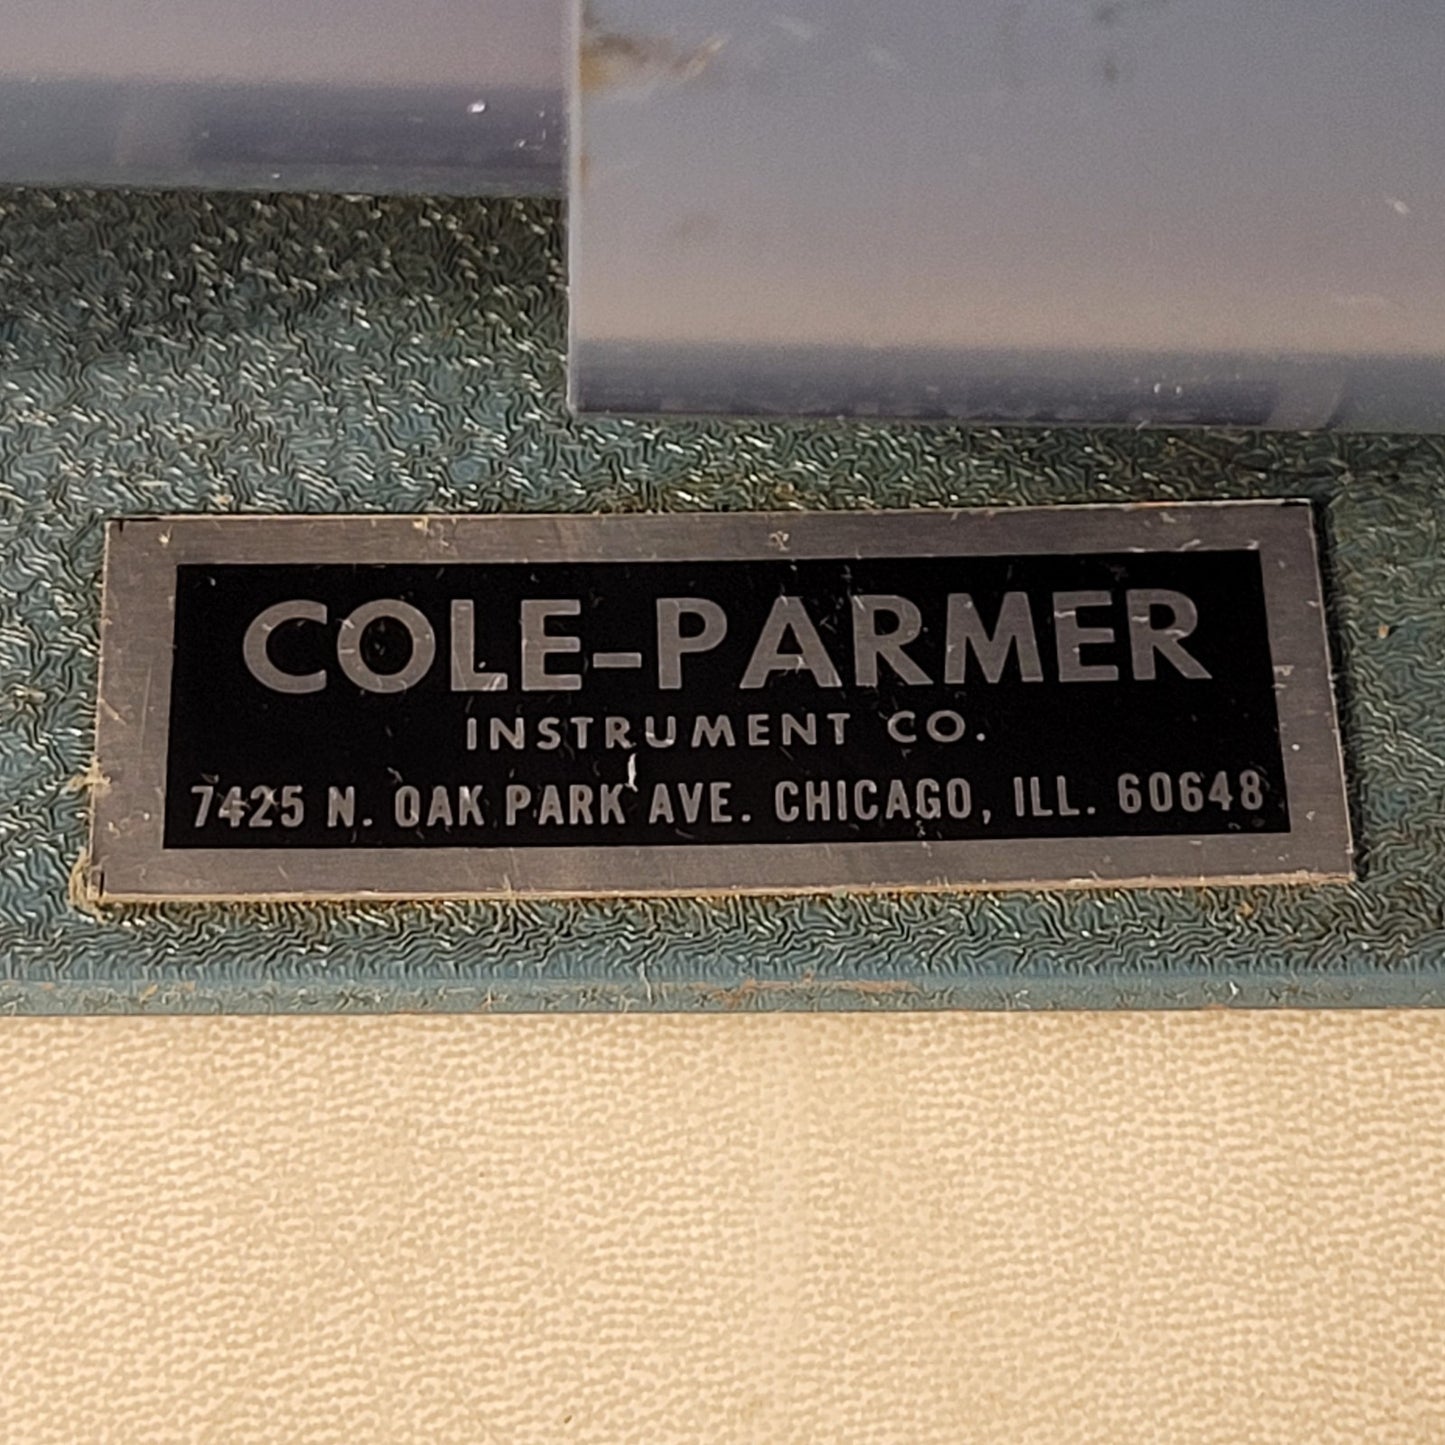 COLE-PARMER
INSTRUMENT CO.
7425 N. OAK PARK AVE. CHICAGO, ILL. 60648